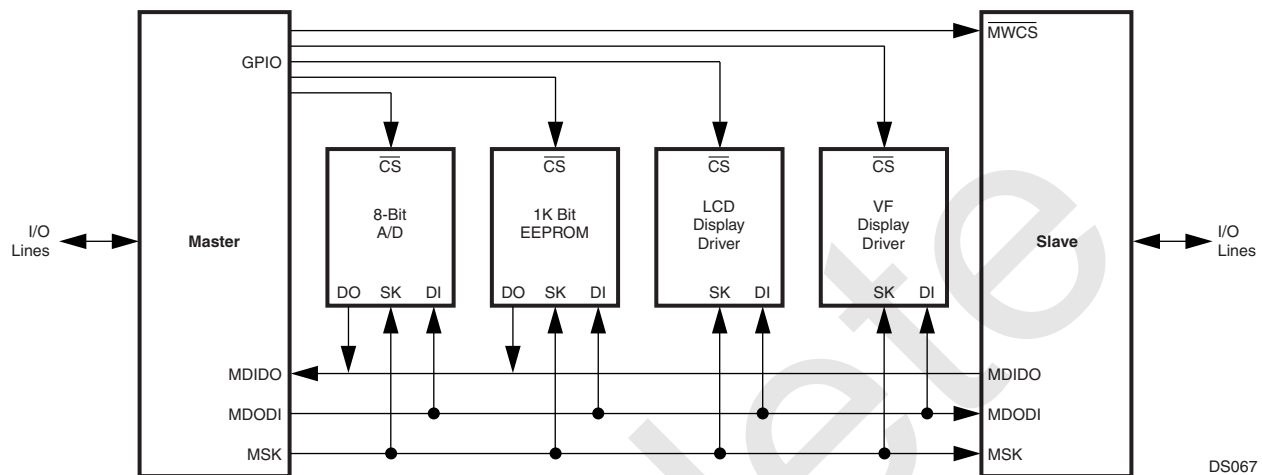 MWCS
GPIO
CS CS CS CS
8-Bit
A/D
1K Bit
EEPROM
LCD
Display
Driver
VF
Display
Driver
I/O
Lines
Master
Slave
I/O
Lines
DO SK DI DO SK DI SK DI SK DI
MDIDO MDIDO
MDODI MDODI
MSK MSK
DS067